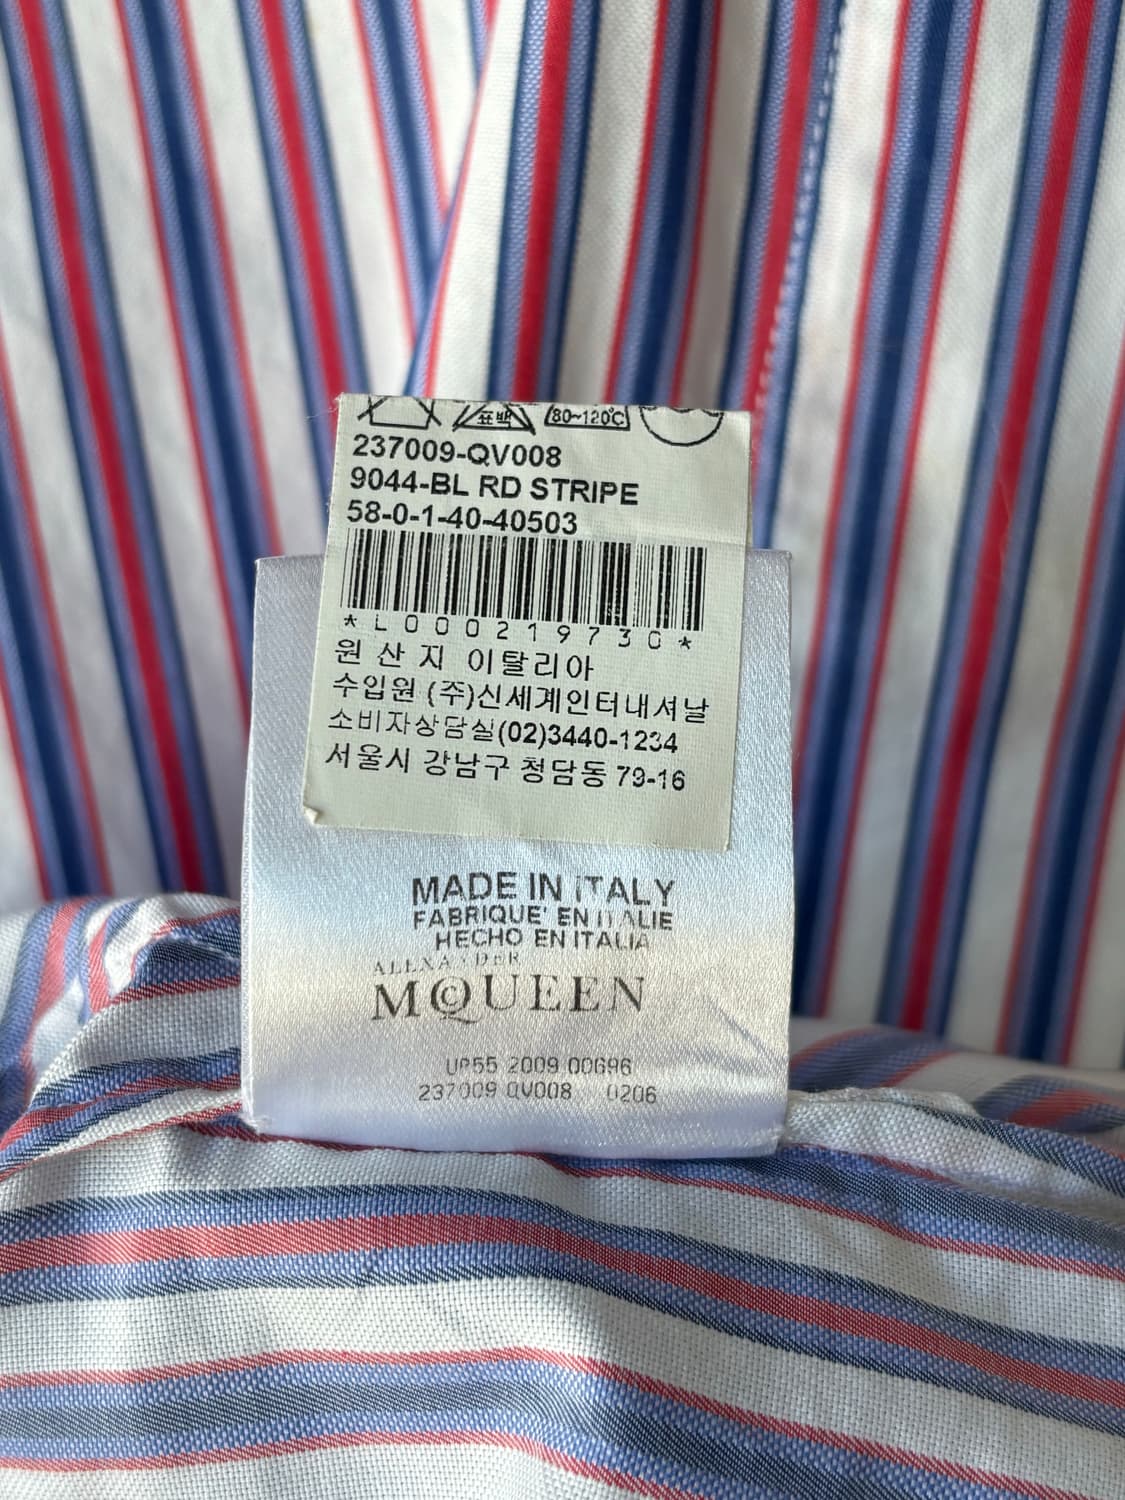 표백 80~120℃
237009-QV008
9044-BL RD STRIPE
58-0-1-40-40503
*L000219730*
원산지 이탈리아
수입원 (주)신세계인터내셔날
소비자상담실(02)3440-1234
서울시 강남구 청담동 79-16
MADE IN ITALY
FABRIQUE' EN ITALIE
HECHO EN ITALIA
ALEXANDER
MCQUEEN
UP55 2009 00696
237009 QV008 0206